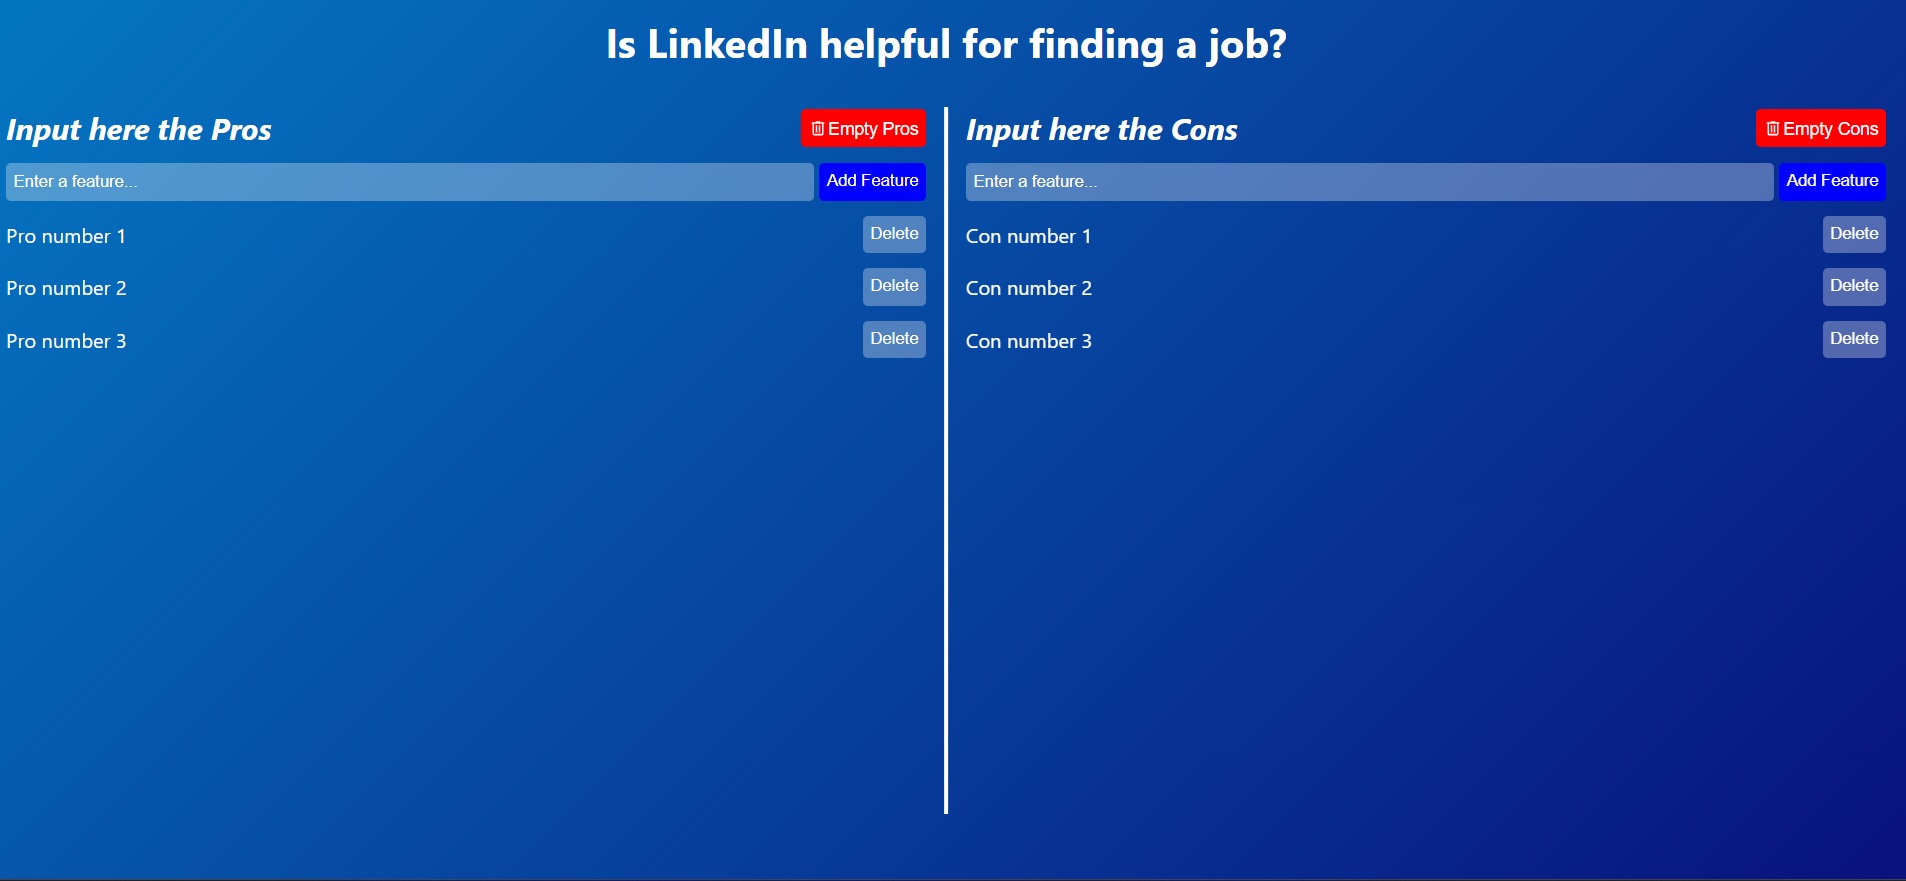 Is LinkedIn helpful for finding a job?
Input here the Pros
Empty Pros
Enter a feature...
Add Feature
Pro number 1
Delete
Pro number 2
Delete
Pro number 3
Delete
Input here the Cons
Empty Cons
Enter a feature...
Add Feature
Con number 1
Delete
Con number 2
Delete
Con number 3
Delete